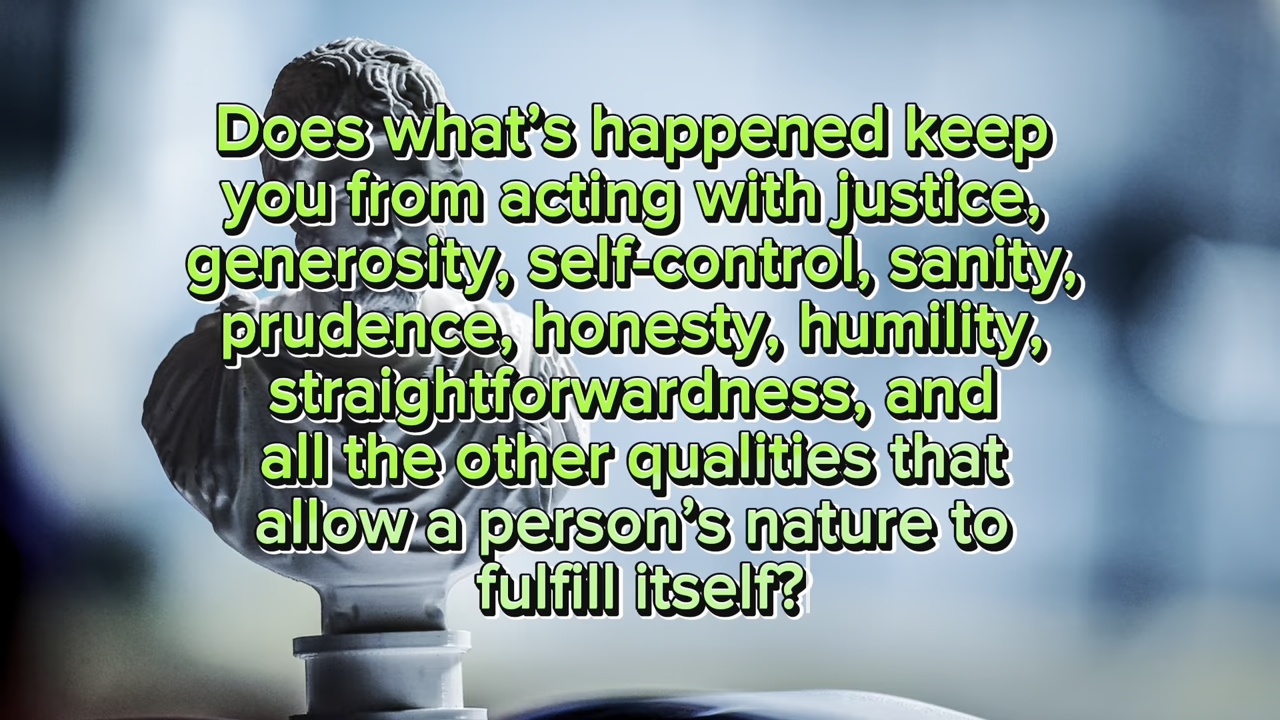 Does what’s happened keep
you from acting with justice,
generosity, self-control, sanity,
prudence, honesty, humility,
straightforwardness, and
all the other qualities that
allow a person’s nature to
fulfill itself?